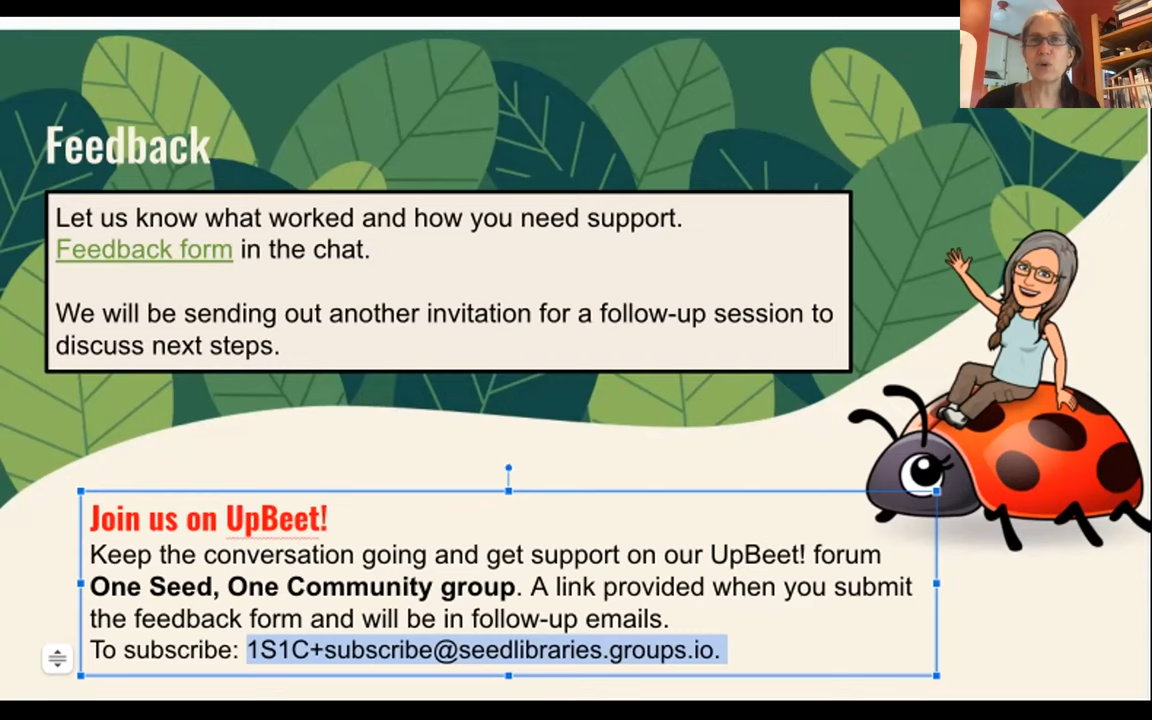 Feedback
Let us know what worked and how you need support.
Feedback form in the chat.
We will be sending out another invitation for a follow-up session to
discuss next steps.
Join us on UpBeet!
Keep the conversation going and get support on our UpBeet! forum
One Seed, One Community group. A link provided when you submit
the feedback form and will be in follow-up emails.
To subscribe: 1S1C+subscribe@seedlibraries.groups.io.